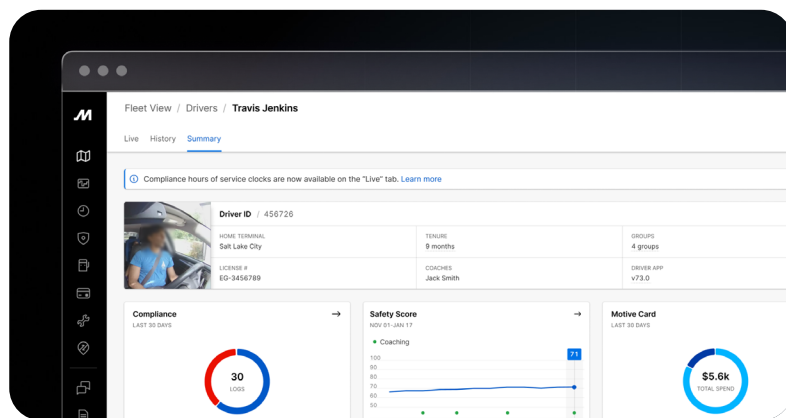 Fleet View / Drivers / Travis Jenkins
Live History Summary
Compliance hours of service clocks are now available on the "Live" tab. Learn more
Driver ID / 456726
HOME TERMINAL
Salt Lake City
TENURE
9 months
GROUPS
4 groups
LICENSE #
EG-3456789
COACHES
Jack Smith
DRIVER APP
v73.0
Compliance
LAST 30 DAYS
30
LOGS
Safety Score
NOV 01-JAN 17
Coaching
71
100
90
80
70
60
50
Motive Card
LAST 30 DAYS
$5.6k
TOTAL SPEND